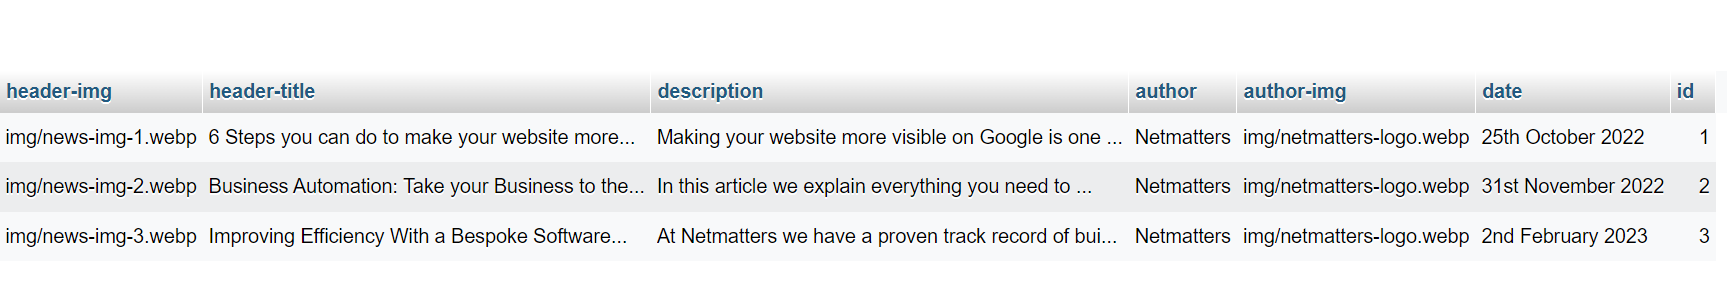 header-img header-title description author author-img date id
img/news-img-1.webp 6 Steps you can do to make your website more... Making your website more visible on Google is one ... Netmatters img/netmatters-logo.webp 25th October 2022 1
img/news-img-2.webp Business Automation: Take your Business to the... In this article we explain everything you need to ... Netmatters img/netmatters-logo.webp 31st November 2022 2
img/news-img-3.webp Improving Efficiency With a Bespoke Software... At Netmatters we have a proven track record of bui... Netmatters img/netmatters-logo.webp 2nd February 2023 3